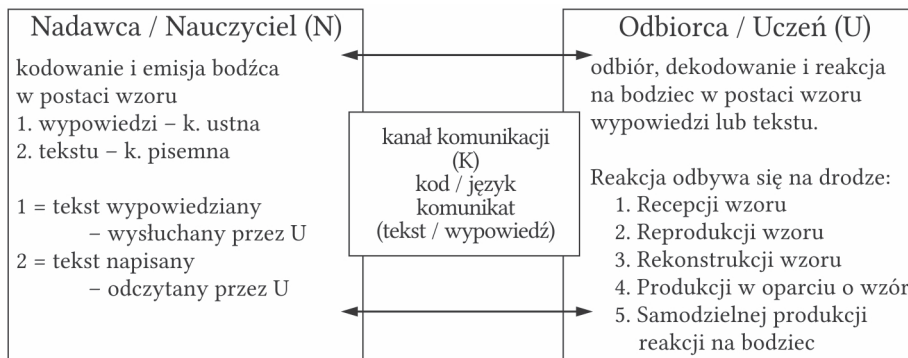 Nadawca / Nauczyciel (N)
kodowanie i emisja bodźca
w postaci wzoru
1. wypowiedzi – k. ustna
2. tekstu – k. pisemna
1 = tekst wypowiedziany
– wysłuchany przez U
2 = tekst napisany
– odczytany przez U
kanał komunikacji
(K)
kod / język
komunikat
(tekst / wypowiedź)
Odbiorca / Uczeń (U)
odbiór, dekodowanie i reakcja
na bodziec w postaci wzoru
wypowiedzi lub tekstu.
Reakcja odbywa się na drodze:
1. Recepcji wzoru
2. Reprodukcji wzoru
3. Rekonstrukcji wzoru
4. Produkcji w oparciu o wzór
5. Samodzielnej produkcji
reakcji na bodziec